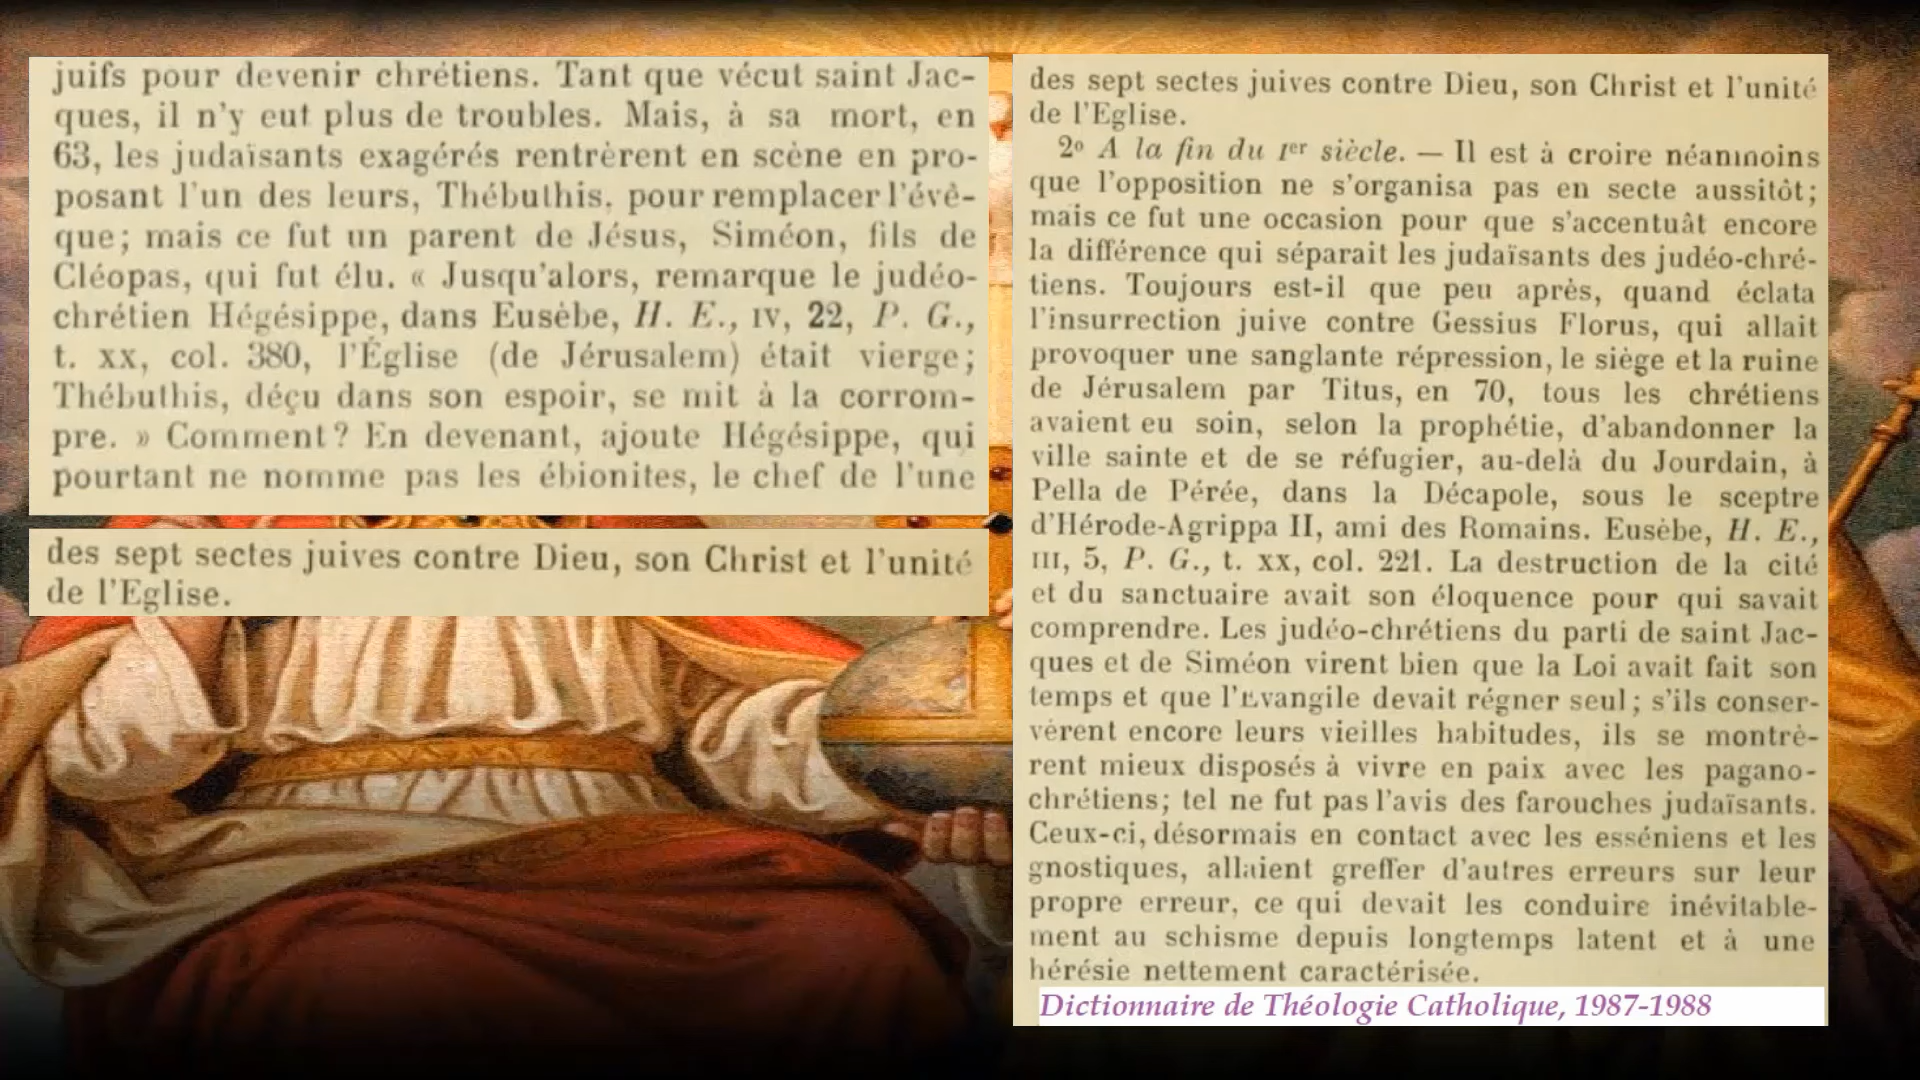 juifs pour devenir chrétiens. Tant que vécut saint Jac-
ques, il n'y eut plus de troubles. Mais, à sa mort, en
63, les judaïsants exagérés rentrèrent en scène en pro-
posant l'un des leurs, Thébuthis, pour remplacer l'évê-
que; mais ce fut un parent de Jésus, Siméon, fils de
Cléopas, qui fut élu. « Jusqu'alors, remarque le judéo-
chrétien Hégésippe, dans Eusèbe, H. E., IV, 22, P. G.,
t. XX, col. 380, l'Église (de Jérusalem) était vierge;
Thébuthis, déçu dans son espoir, se mit à la corrom-
pre. » Comment? En devenant, ajoute Hégésippe, qui
pourtant ne nomme pas les ébionites, le chef de l'une
des sept sectes juives contre Dieu, son Christ et l'unité
de l'Eglise.
des sept sectes juives contre Dieu, son Christ et l'unité
de l'Eglise.
2º A la fin du Ier siècle. — Il est à croire néanmoins
que l'opposition ne s'organisa pas en secte aussitôt;
mais ce fut une occasion pour que s'accentuât encore
la différence qui séparait les judaïsants des judéo-chré-
tiens. Toujours est-il que peu après, quand éclata
l'insurrection juive contre Gessius Florus, qui allait
provoquer une sanglante répression, le siège et la ruine
de Jérusalem par Titus, en 70, tous les chrétiens
avaient eu soin, selon la prophétie, d'abandonner la
ville sainte et de se réfugier, au-delà du Jourdain, à
Pella de Pérée, dans la Décapole, sous le sceptre
d'Hérode-Agrippa II, ami des Romains. Eusèbe, H. E.,
III, 5, P. G., t. XX, col. 221. La destruction de la cité
et du sanctuaire avait son éloquence pour qui savait
comprendre. Les judéo-chrétiens du parti de saint Jac-
ques et de Siméon virent bien que la Loi avait fait son
temps et que l'Évangile devait régner seul; s'ils conser-
vèrent encore leurs vieilles habitudes, ils se montrè-
rent mieux disposés à vivre en paix avec les pagano-
chrétiens; tel ne fut pas l'avis des farouches judaïsants.
Ceux-ci, désormais en contact avec les esséniens et les
gnostiques, allaient greffer d'autres erreurs sur leur
propre erreur, ce qui devait les conduire inévitable-
ment au schisme depuis longtemps latent et à une
hérésie nettement caractérisée.
Dictionnaire de Théologie Catholique, 1987-1988